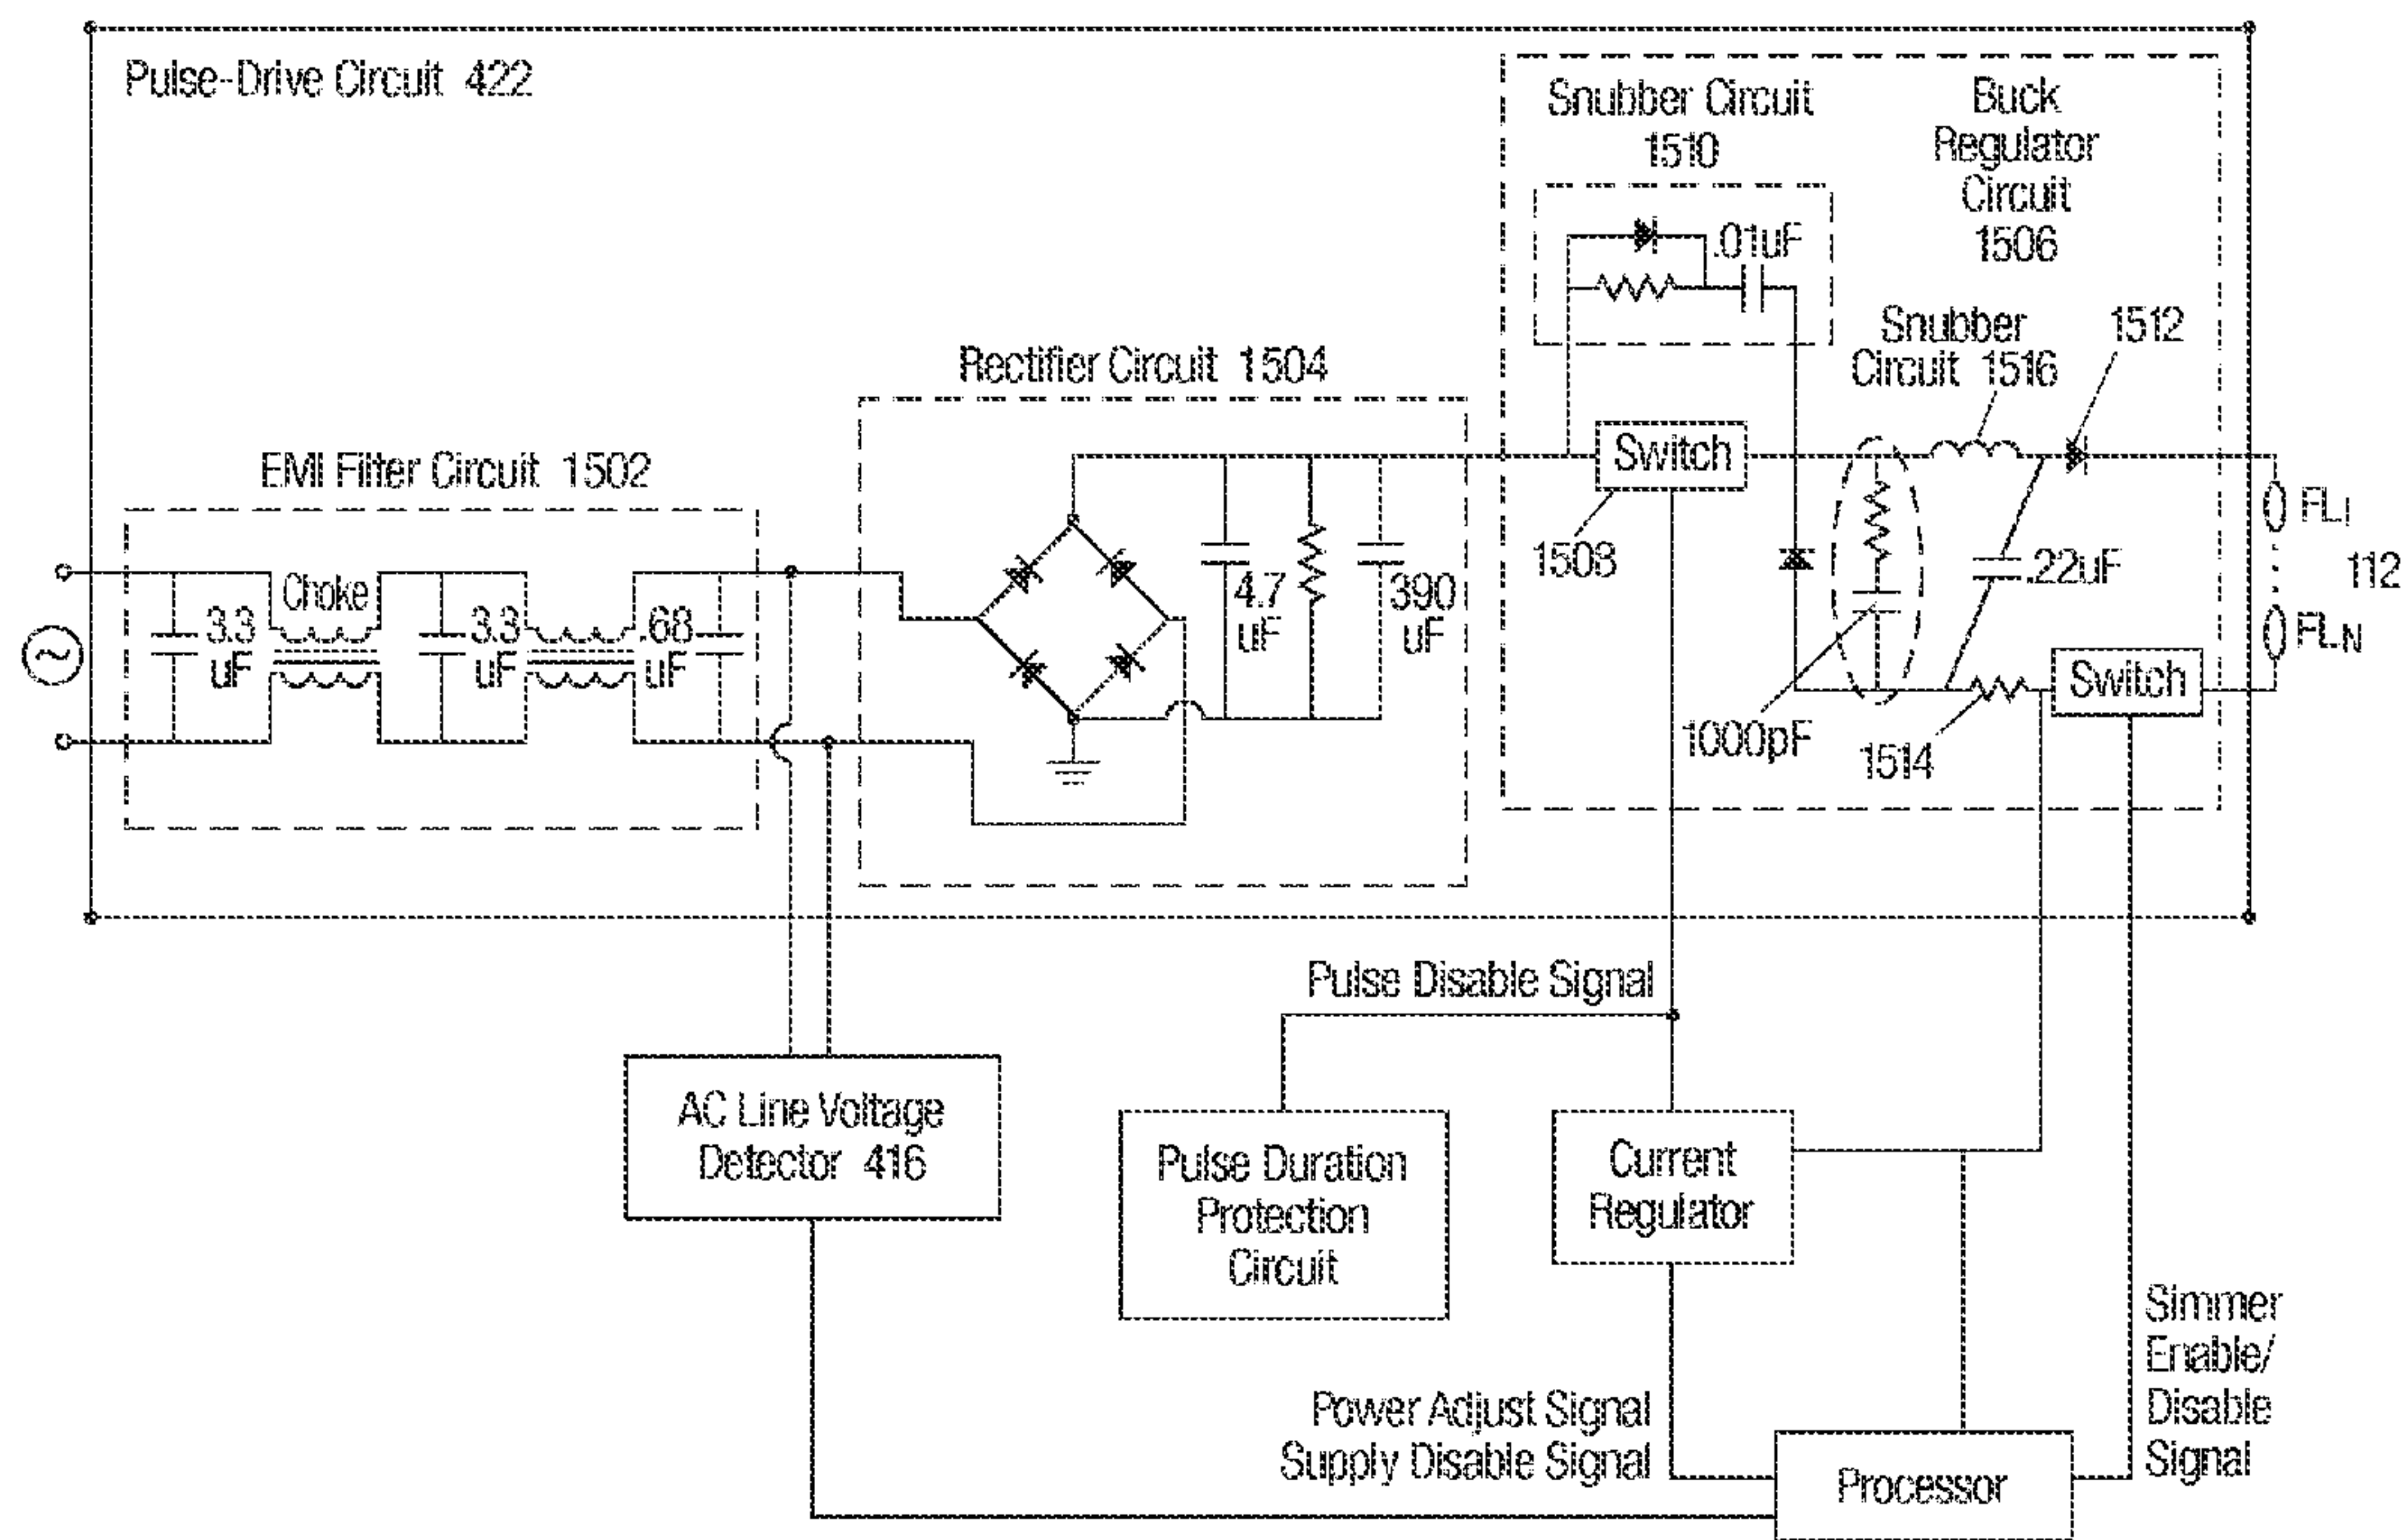 Pulse-Drive Circuit 422
Snubber Circuit
1510
Buck
Regulator
Circuit
1506
.01uF
Snubber
Circuit 1516
1512
Rectifier Circuit 1504
EMI Filter Circuit 1502
Switch
1508
Choke
3.3
uF
3.3
uF
.68
uF
4.7
uF
390
uF
.22uF
FL1
112
FLN
Switch
1000pF
1514
Pulse Disable Signal
AC Line Voltage
Detector 416
Pulse Duration
Protection
Circuit
Current
Regulator
Simmer
Enable/
Disable
Signal
Power Adjust Signal
Supply Disable Signal
Processor